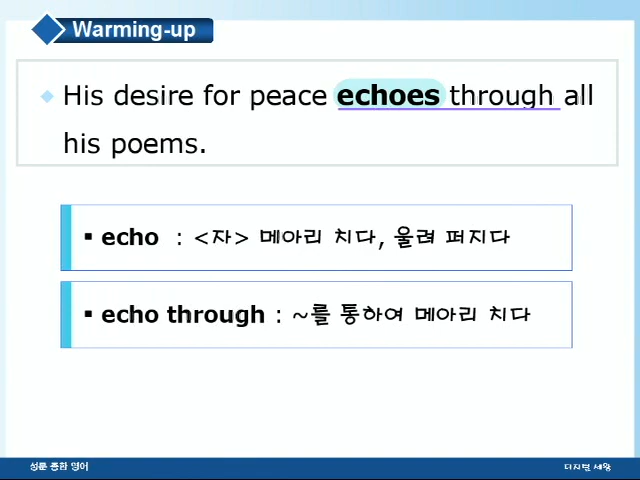 Warming-up
His desire for peace echoes through all
his poems.
▪ echo : <자> 메아리 치다, 울려 퍼지다
▪ echo through : ~를 통하여 메아리 치다
성문 종합 영어
디지털 세왕